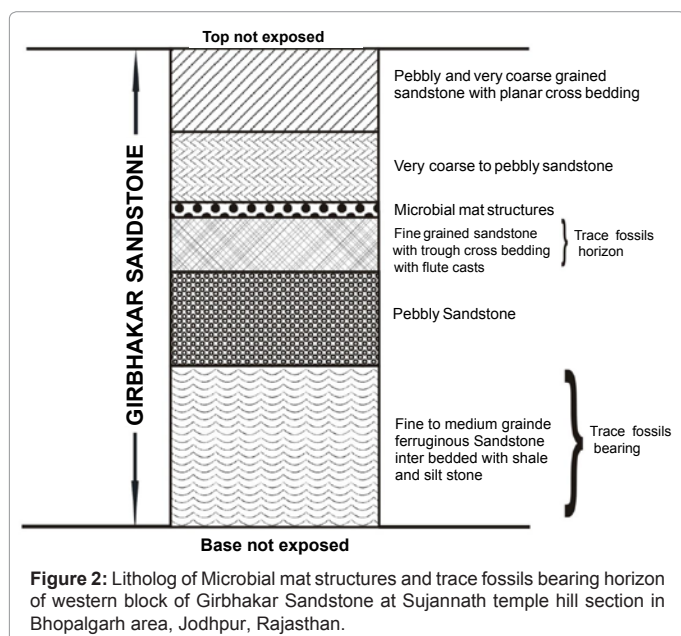 Top not exposed
GIRBHAKAR SANDSTONE
Pebbly and very coarse grained
sandstone with planar cross bedding
Very coarse to pebbly sandstone
Microbial mat structures
Fine grained sandstone
with trough cross bedding
with flute casts
Trace fossils
horizon
Pebbly Sandstone
Fine to medium grainde
ferruginous Sandstone
inter bedded with shale
and silt stone
Trace fossils
bearing
Base not exposed
Figure 2: Litholog of Microbial mat structures and trace fossils bearing horizon
of western block of Girbhakar Sandstone at Sujannath temple hill section in
Bhopalgarh area, Jodhpur, Rajasthan.